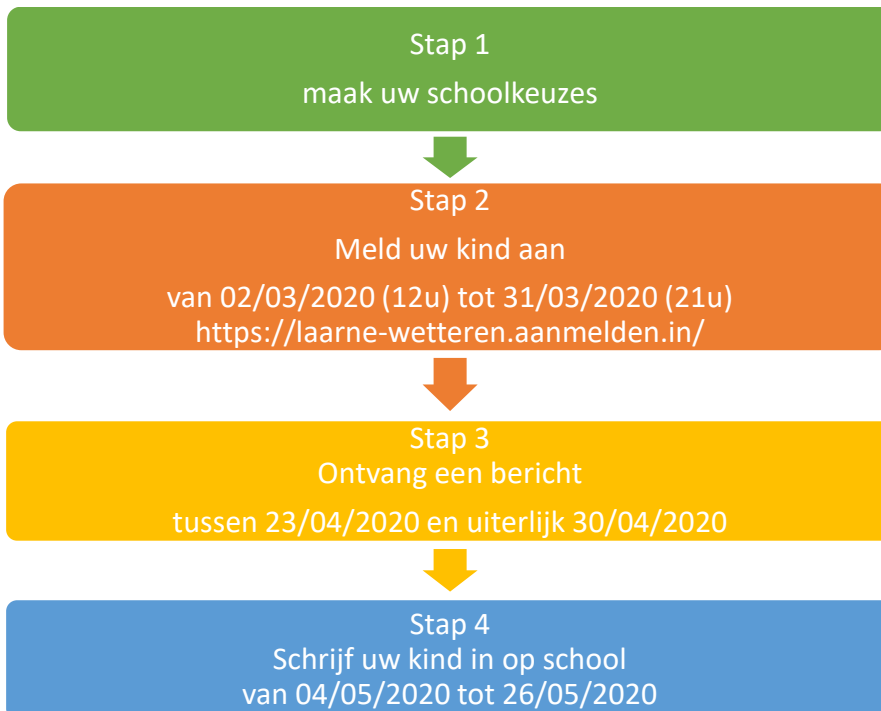 Stap 1
maak uw schoolkeuzes
Stap 2
Meld uw kind aan
van 02/03/2020 (12u) tot 31/03/2020 (21u)
https://laarne-wetteren.aanmelden.in/
Stap 3
Ontvang een bericht
tussen 23/04/2020 en uiterlijk 30/04/2020
Stap 4
Schrijf uw kind in op school
van 04/05/2020 tot 26/05/2020